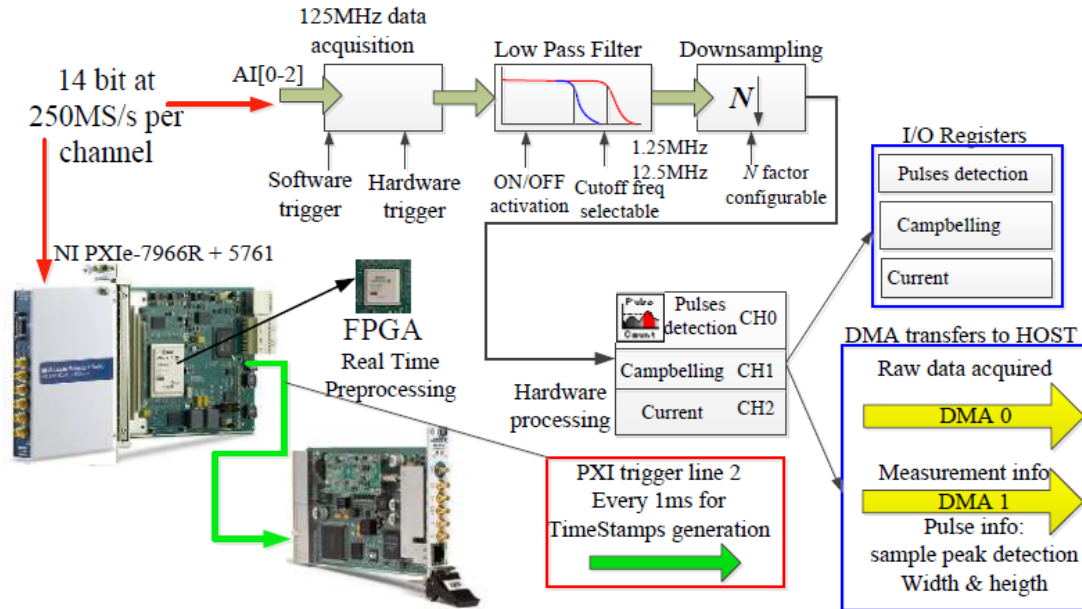 125MHz data
acquisition
Low Pass Filter
Downsampling
AI[0-2]
14 bit at
250MS/s per
channel
N
1.25MHz
12.5MHz
Software
trigger
Hardware
trigger
ON/OFF
activation
Cutoff freq
selectable
N factor
configurable
I/O Registers
Pulses detection
Campbelling
Current
NI PXIe-7966R + 5761
FPGA
Real Time
Preprocessing
Pulse
Count
Pulses
detection
CH0
Campbelling
CH1
Current
CH2
Hardware
processing
DMA transfers to HOST
Raw data acquired
DMA 0
Measurement info
DMA 1
Pulse info:
sample peak detection
Width & heigth
PXI trigger line 2
Every 1ms for
TimeStamps generation